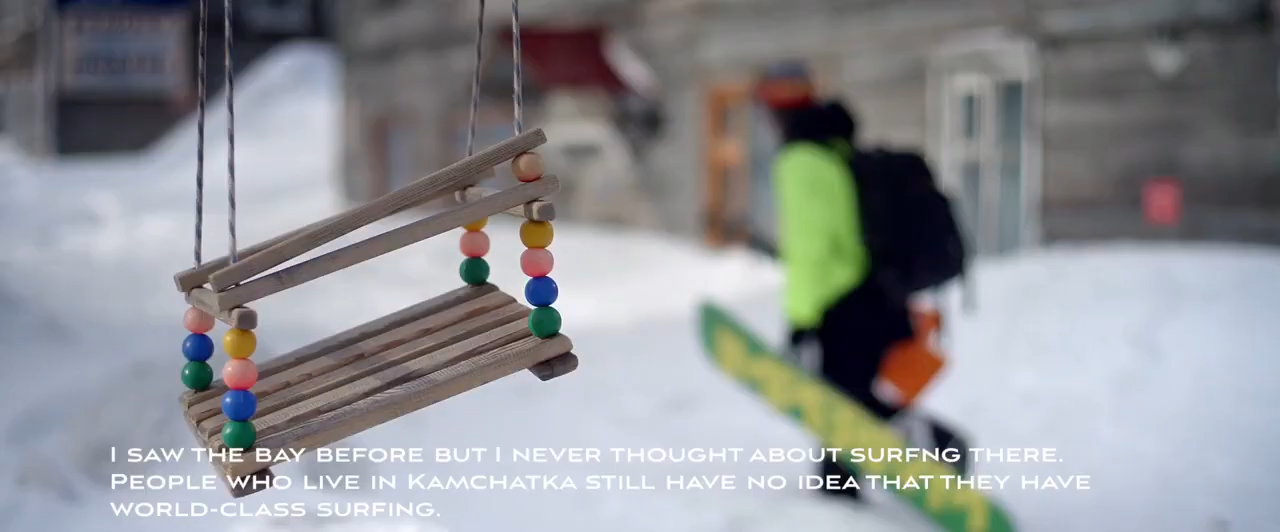 I SAW THE BAY BEFORE BUT I NEVER THOUGHT ABOUT SURFNG THERE.
PEOPLE WHO LIVE IN KAMCHATKA STILL HAVE NO IDEA THAT THEY HAVE
WORLD-CLASS SURFING.